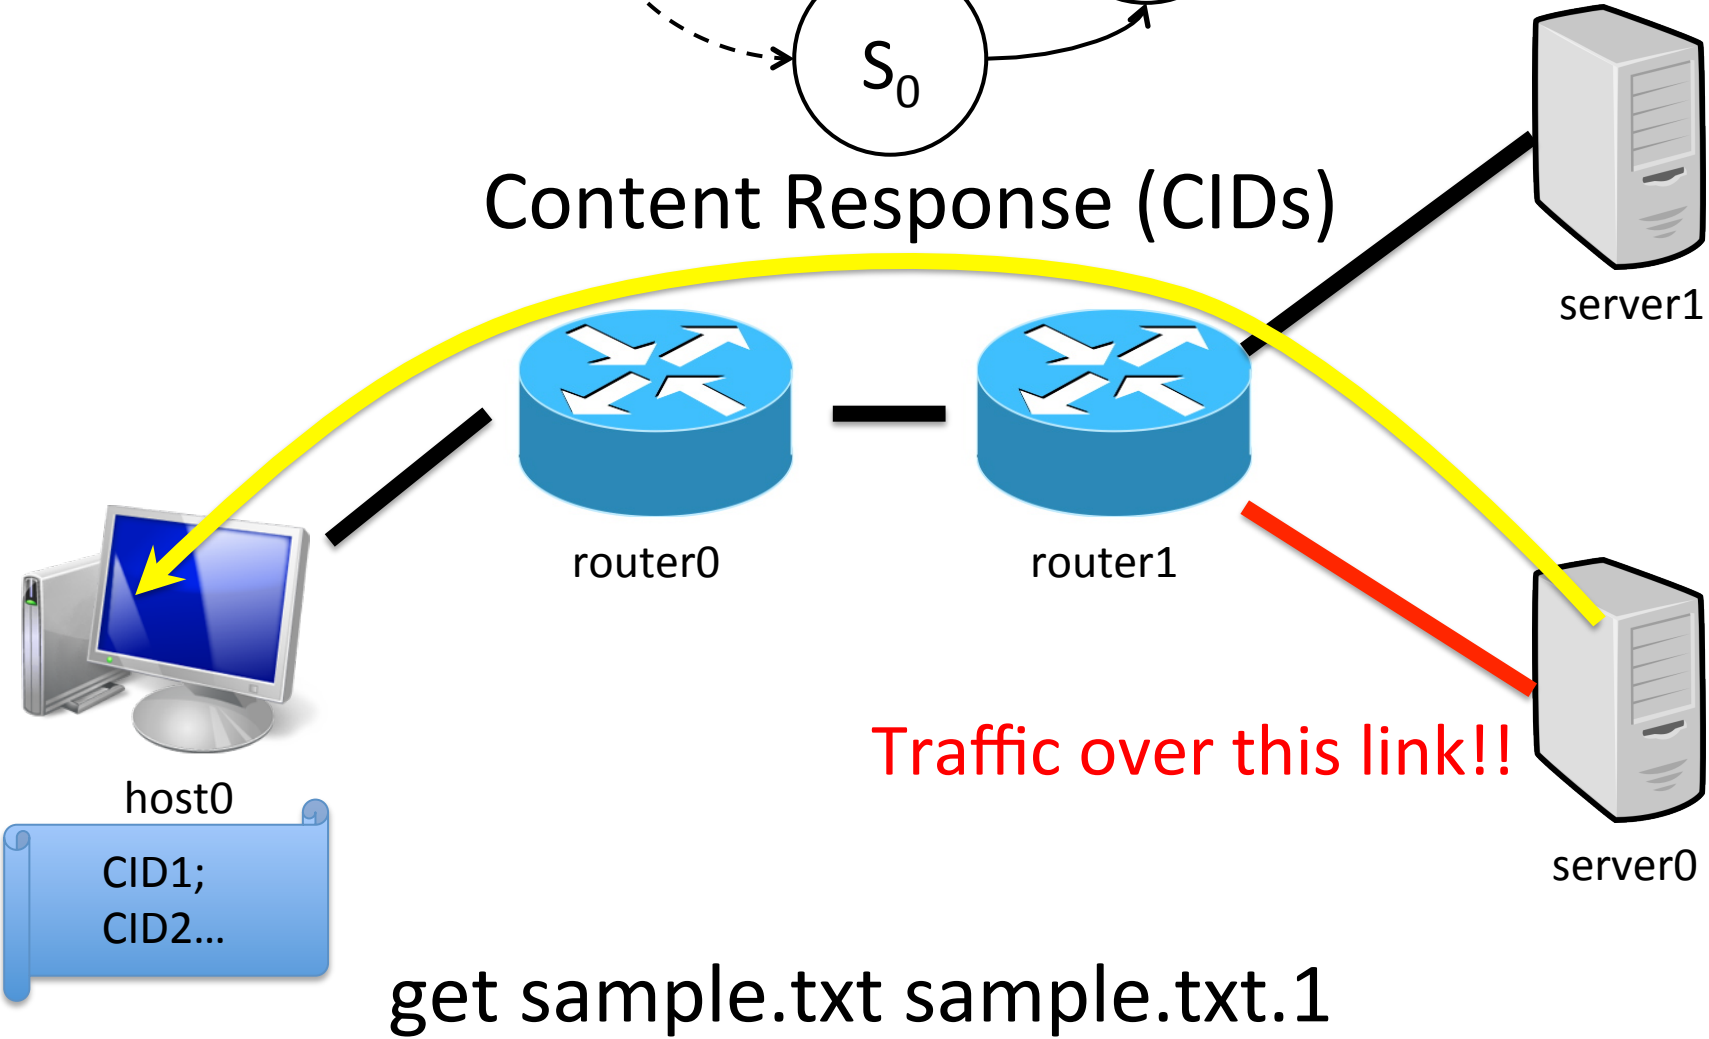 S0
Content Response (CIDs)
server1
router0
router1
Traffic over this link!!
host0
server0
CID1;
CID2...
get sample.txt sample.txt.1